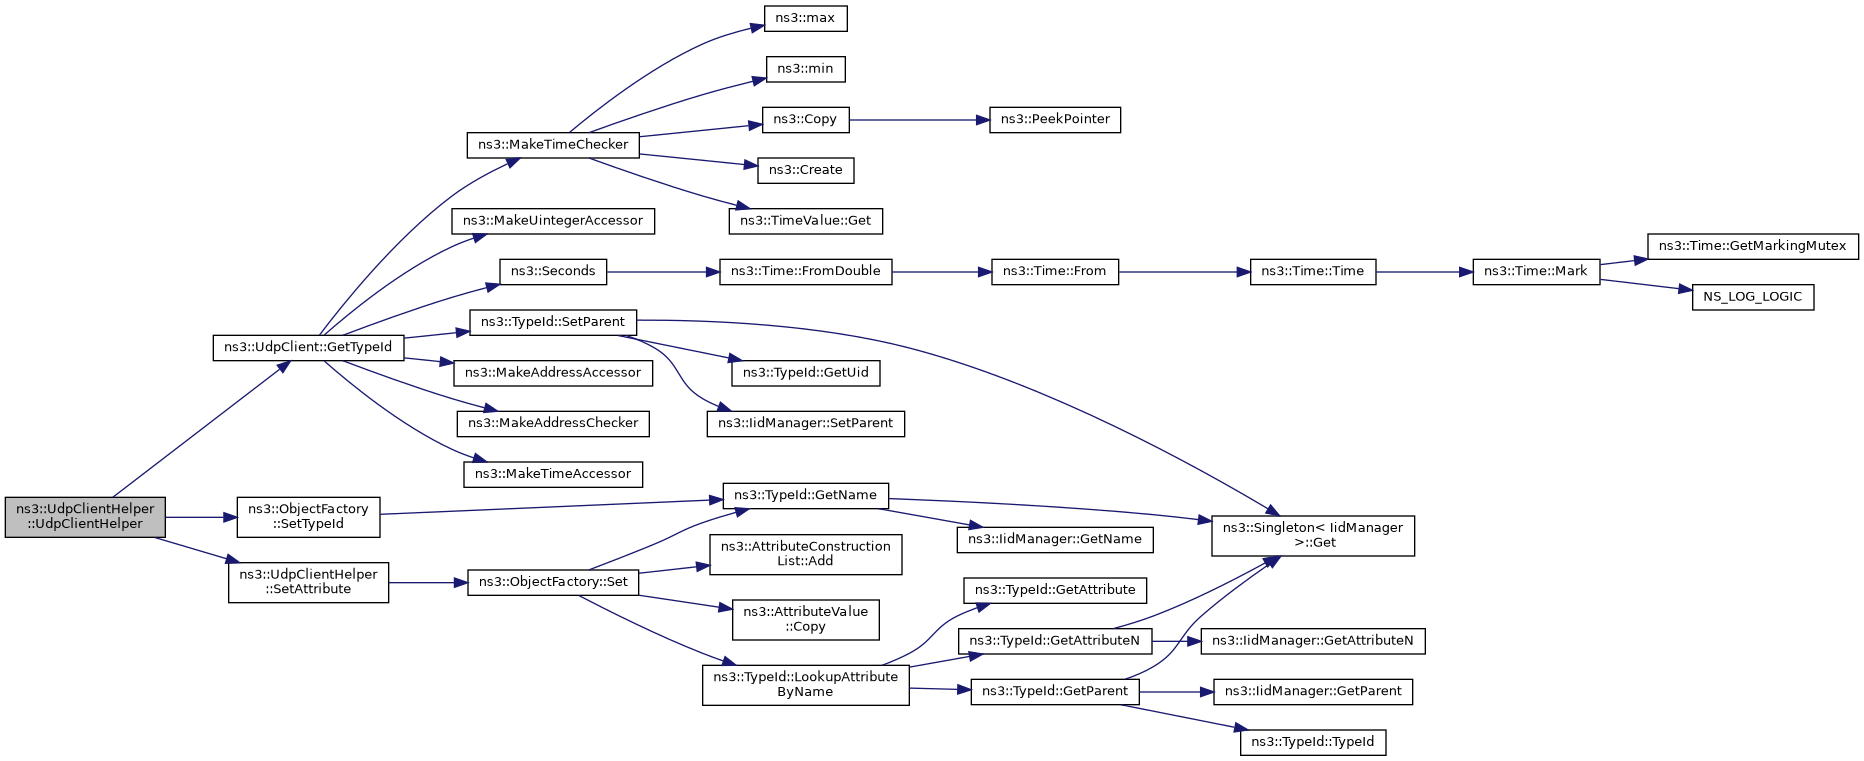 ns3::max
ns3::min
ns3::Copy
ns3::PeekPointer
ns3::MakeTimeChecker
ns3::Create
ns3::TimeValue::Get
ns3::MakeUintegerAccessor
ns3::Time::GetMarkingMutex
ns3::Seconds
ns3::Time::FromDouble
ns3::Time::From
ns3::Time::Time
ns3::Time::Mark
NS_LOG_LOGIC
ns3::TypeId::SetParent
ns3::UdpClient::GetTypeId
ns3::MakeAddressAccessor
ns3::TypeId::GetUid
ns3::MakeAddressChecker
ns3::IidManager::SetParent
ns3::MakeTimeAccessor
ns3::TypeId::GetName
ns3::UdpClientHelper
::UdpClientHelper
ns3::ObjectFactory
::SetTypeId
ns3::Singleton< IidManager
>::Get
ns3::IidManager::GetName
ns3::AttributeConstruction
List::Add
ns3::UdpClientHelper
::SetAttribute
ns3::ObjectFactory::Set
ns3::TypeId::GetAttribute
ns3::AttributeValue
::Copy
ns3::TypeId::GetAttributeN
ns3::IidManager::GetAttributeN
ns3::TypeId::LookupAttribute
ByName
ns3::TypeId::GetParent
ns3::IidManager::GetParent
ns3::TypeId::TypeId